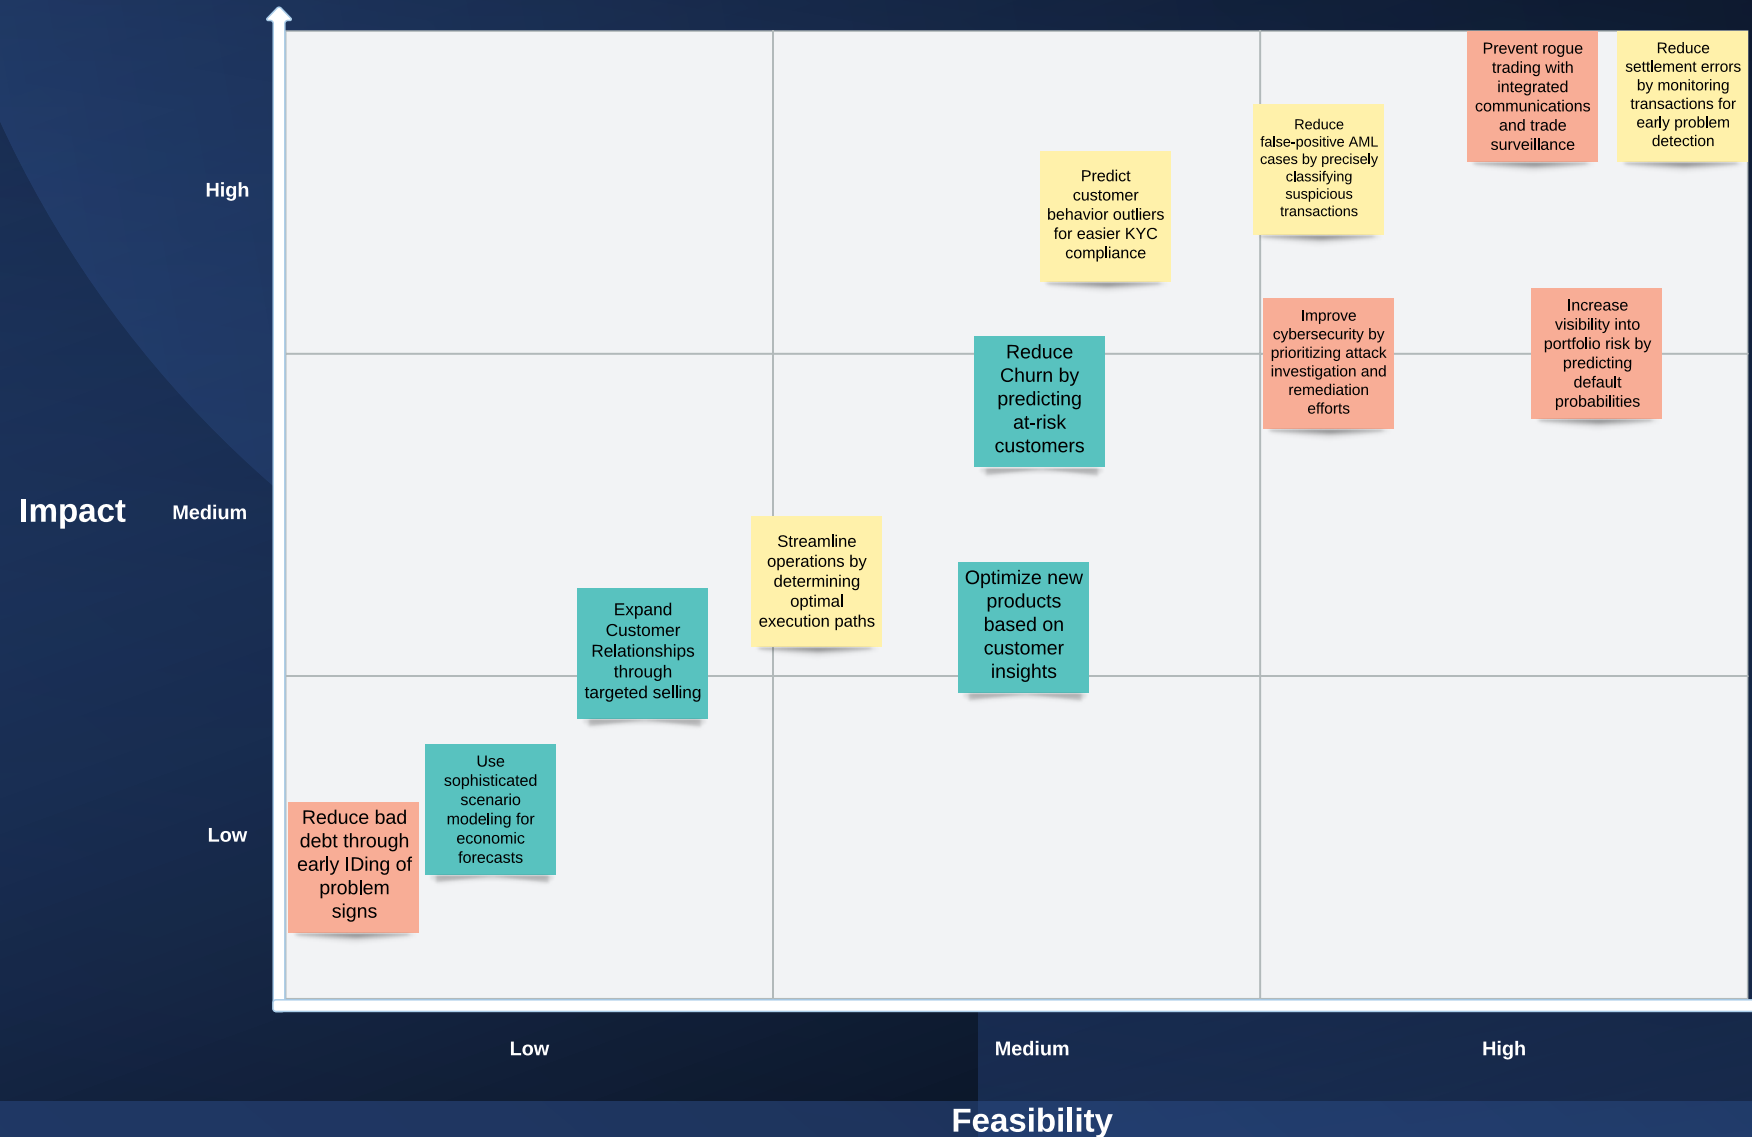 Prevent rogue
trading with
integrated
communications
and trade
surveillance
Reduce
settlement errors
by monitoring
transactions for
early problem
detection
Reduce
false-positive AML
cases by precisely
classifying
suspicious
transactions
Predict
customer
behavior outliers
for easier KYC
compliance
High
Increase
visibility into
portfolio risk by
predicting
default
probabilities
Improve
cybersecurity by
prioritizing attack
investigation and
remediation
efforts
Reduce
Churn by
predicting
at-risk
customers
Impact
Medium
Streamline
operations by
determining
optimal
execution paths
Optimize new
products
based on
customer
insights
Expand
Customer
Relationships
through
targeted selling
Use
sophisticated
scenario
modeling for
economic
forecasts
Low
Reduce bad
debt through
early IDing of
problem
signs
Low
Medium
High
Feasibility